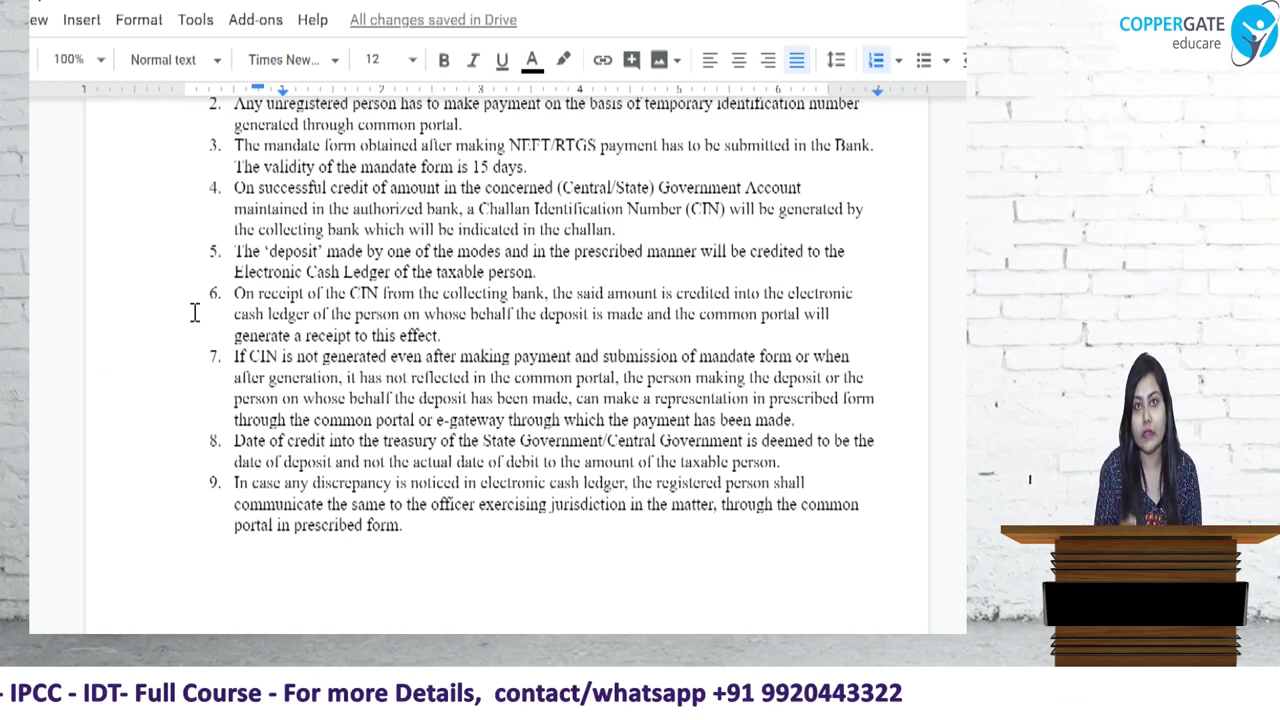 ew Insert Format Tools Add-ons Help All changes saved in Drive
COPPERGATE
educare
100% Normal text Times New... 12
1 1 2 3 4 5 6 7
2. Any unregistered person has to make payment on the basis of temporary identification number
generated through common portal.
3. The mandate form obtained after making NEFT/RTGS payment has to be submitted in the Bank.
The validity of the mandate form is 15 days.
4. On successful credit of amount in the concerned (Central/State) Government Account
maintained in the authorized bank, a Challan Identification Number (CIN) will be generated by
the collecting bank which will be indicated in the challan.
5. The ‘deposit’ made by one of the modes and in the prescribed manner will be credited to the
Electronic Cash Ledger of the taxable person.
6. On receipt of the CIN from the collecting bank, the said amount is credited into the electronic
cash ledger of the person on whose behalf the deposit is made and the common portal will
generate a receipt to this effect.
7. If CIN is not generated even after making payment and submission of mandate form or when
after generation, it has not reflected in the common portal, the person making the deposit or the
person on whose behalf the deposit has been made, can make a representation in prescribed form
through the common portal or e-gateway through which the payment has been made.
8. Date of credit into the treasury of the State Government/Central Government is deemed to be the
date of deposit and not the actual date of debit to the amount of the taxable person.
9. In case any discrepancy is noticed in electronic cash ledger, the registered person shall
communicate the same to the officer exercising jurisdiction in the matter, through the common
portal in prescribed form.
- IPCC - IDT- Full Course - For more Details, contact/whatsapp +91 9920443322